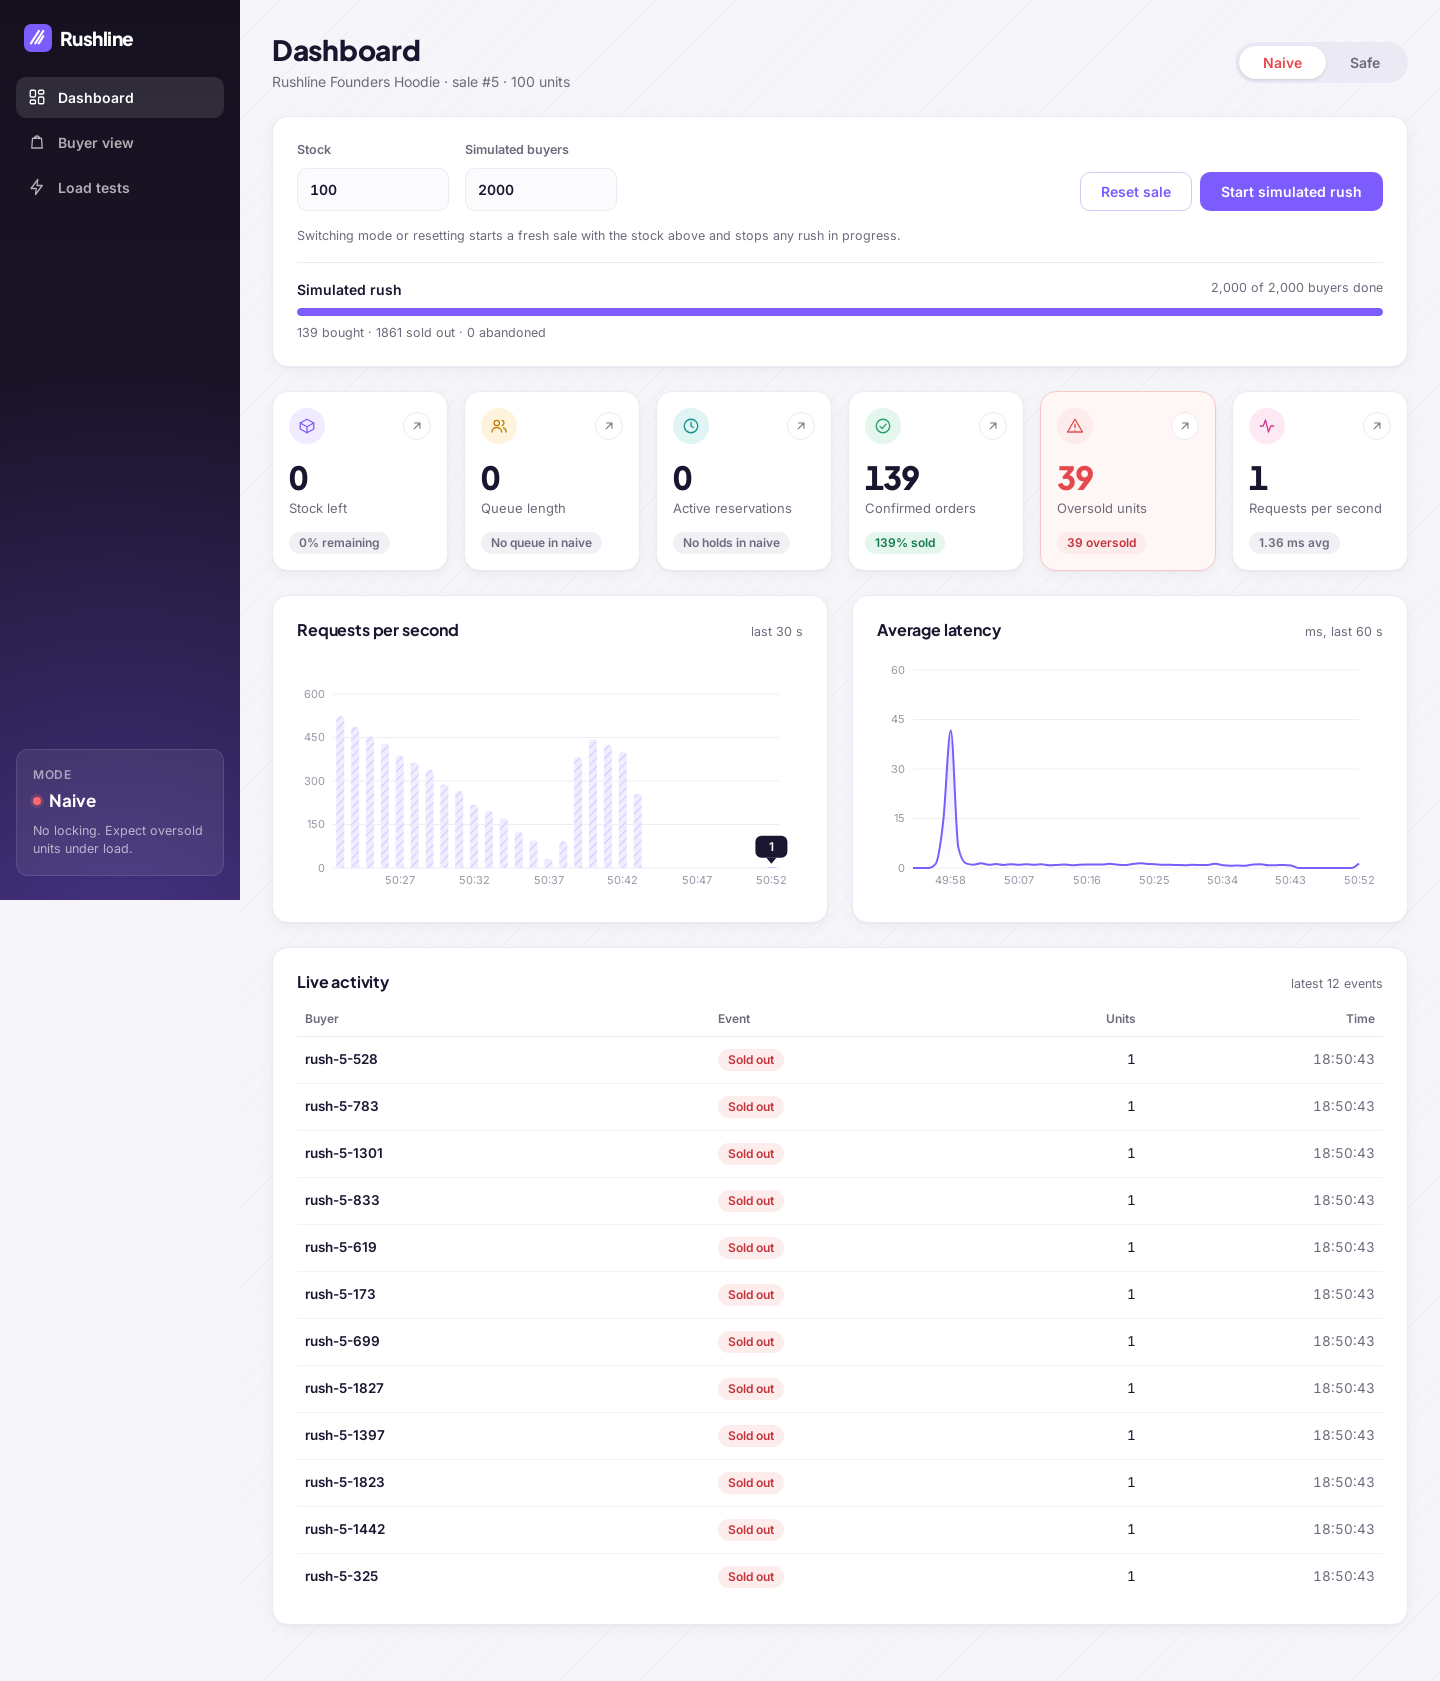 Rushline
Dashboard
Buyer view
Load tests
MODE
Naive
No locking. Expect oversold
units under load.
Dashboard
Rushline Founders Hoodie · sale #5 · 100 units
Naive Safe
Stock Simulated buyers
100 2000 Reset sale Start simulated rush
Switching mode or resetting starts a fresh sale with the stock above and stops any rush in progress.
Simulated rush 2,000 of 2,000 buyers done
139 bought · 1861 sold out · 0 abandoned
0 0 0 139 39 1
Stock left Queue length Active reservations Confirmed orders Oversold units Requests per second
0% remaining No queue in naive No holds in naive 139% sold 39 oversold 1.36 ms avg
Requests per second last 30 s
600
450
300
150
1
0
50:27 50:32 50:37 50:42 50:47 50:52
Average latency ms, last 60 s
60
45
30
15
0
49:58 50:07 50:16 50:25 50:34 50:43 50:52
Live activity latest 12 events
Buyer Event Units Time
rush-5-528 Sold out 1 18:50:43
rush-5-783 Sold out 1 18:50:43
rush-5-1301 Sold out 1 18:50:43
rush-5-833 Sold out 1 18:50:43
rush-5-619 Sold out 1 18:50:43
rush-5-173 Sold out 1 18:50:43
rush-5-699 Sold out 1 18:50:43
rush-5-1827 Sold out 1 18:50:43
rush-5-1397 Sold out 1 18:50:43
rush-5-1823 Sold out 1 18:50:43
rush-5-1442 Sold out 1 18:50:43
rush-5-325 Sold out 1 18:50:43